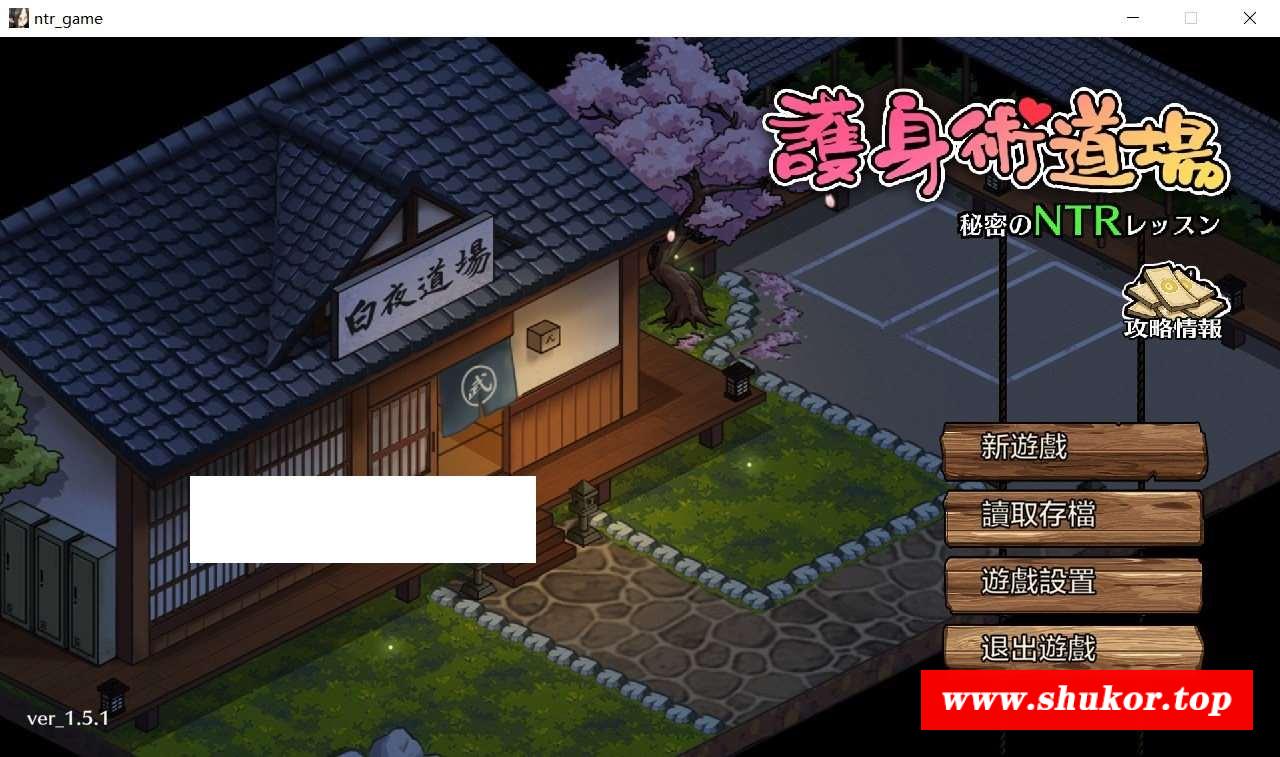 ntr_game
護身術道場
秘密のNTRレッスン
攻略情報
白夜道場
武
新遊戲
讀取存檔
遊戲設置
退出遊戲
www.shukor.top
ver_1.5.1